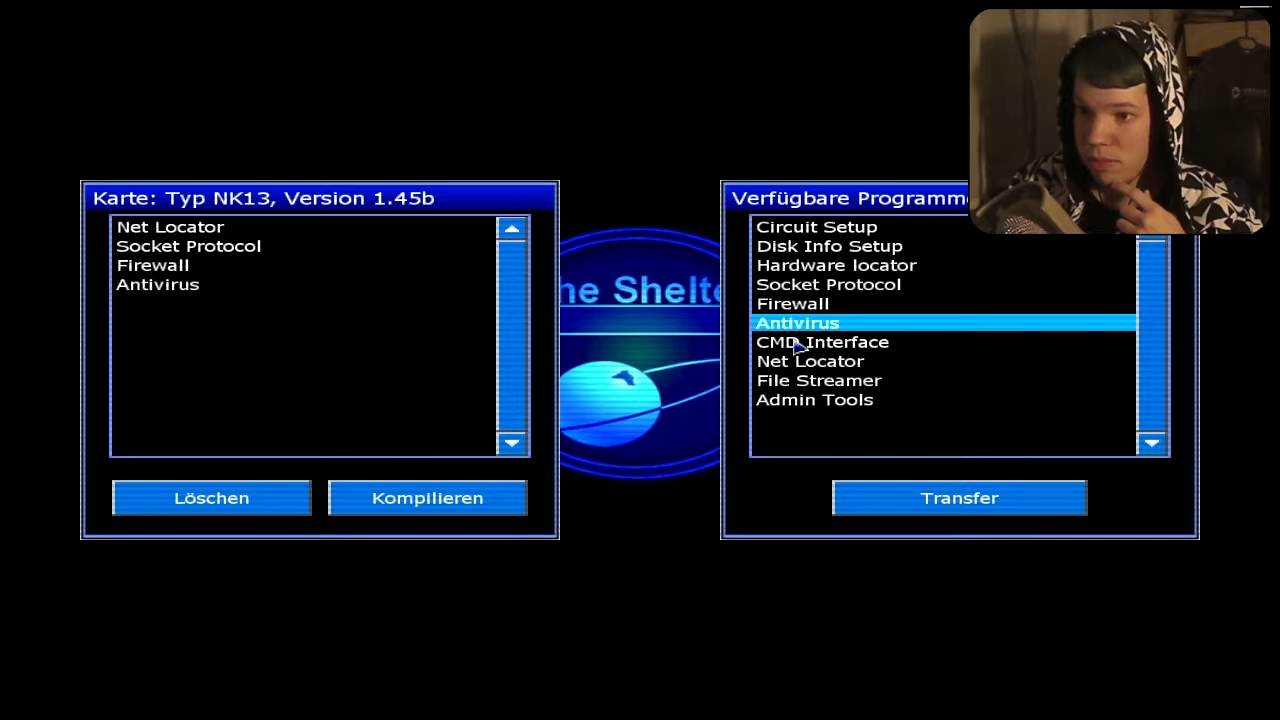 Karte: Typ NK13, Version 1.45b
Net Locator
Socket Protocol
Firewall
Antivirus
Löschen
Kompilieren
he Shelte
Verfügbare Programm
Circuit Setup
Disk Info Setup
Hardware locator
Socket Protocol
Firewall
Antivirus
CMD Interface
Net Locator
File Streamer
Admin Tools
Transfer